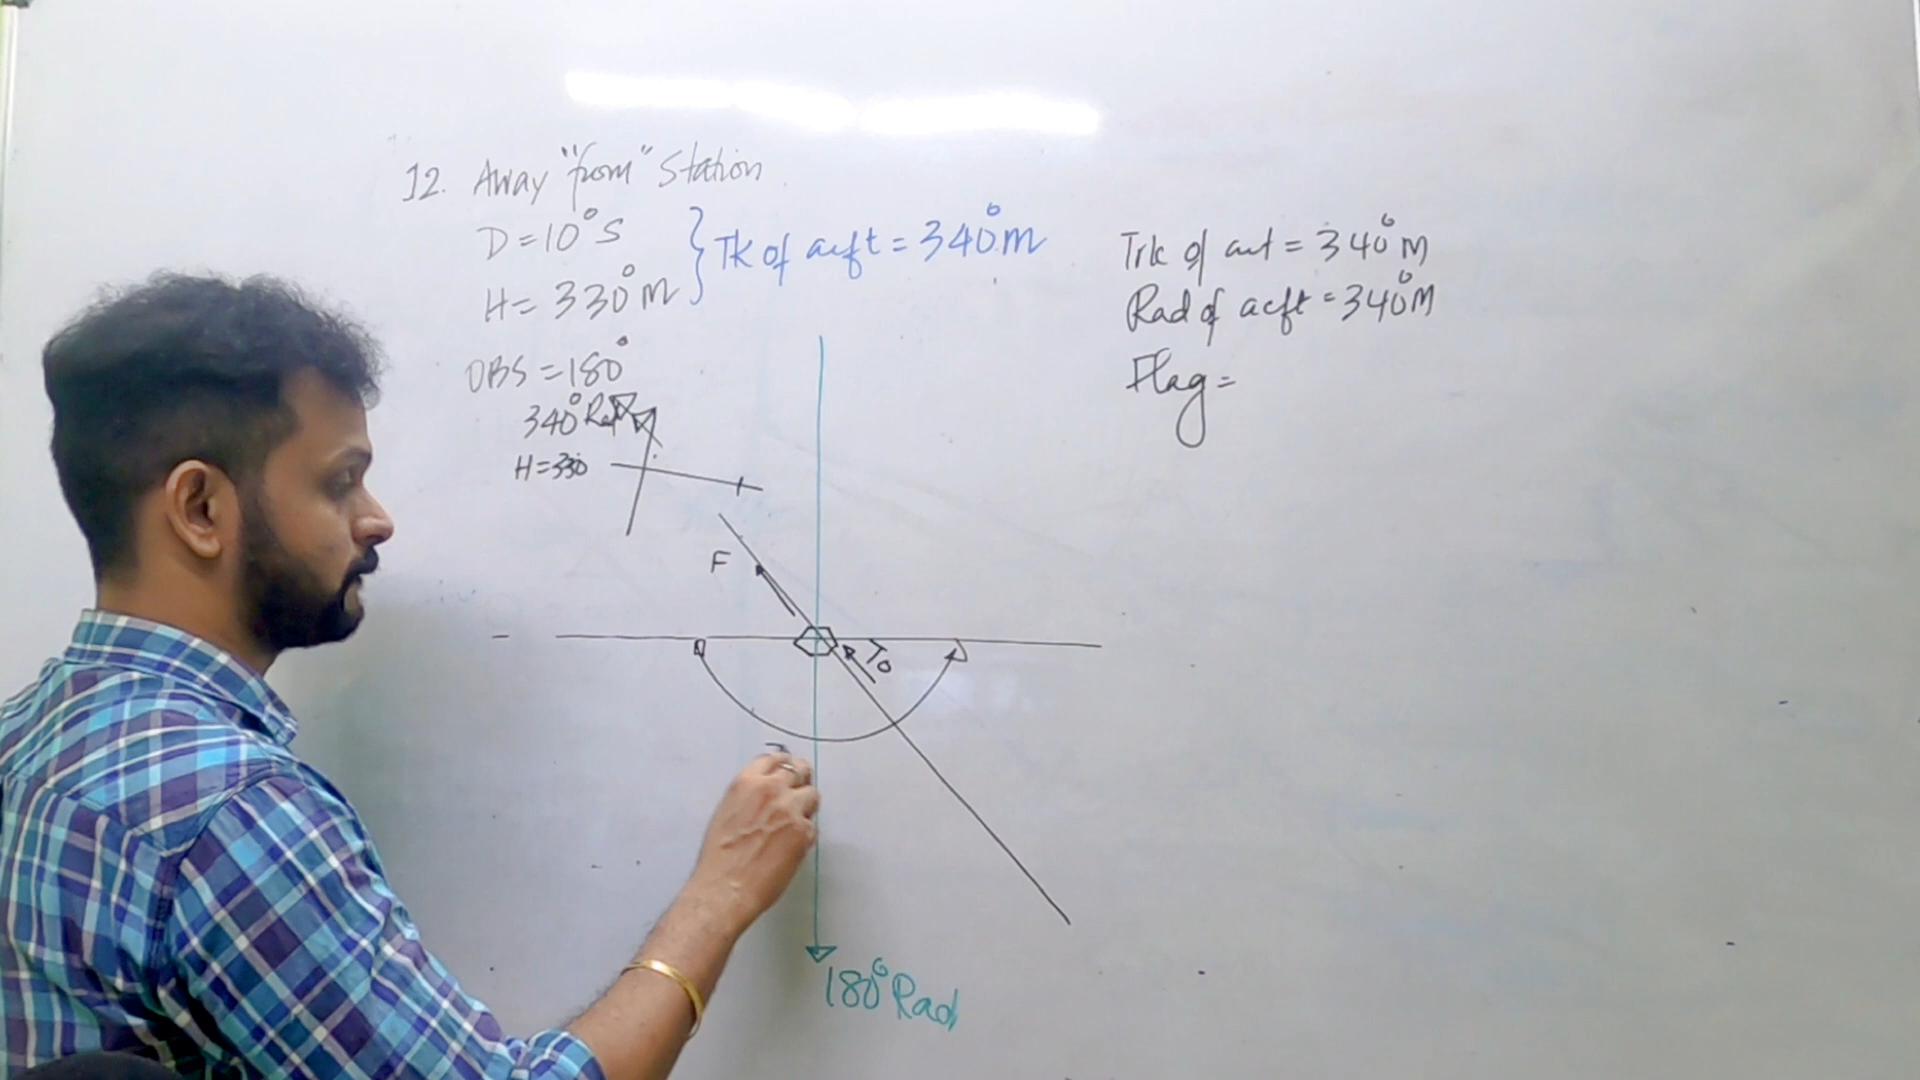 12. Away "from" Station
D = 10° S
H = 330° M
} Tk of acft = 340° M
OBS = 180°
340° Rad
H = 330
F
To
180° Rad
Trk of act = 340° M
Rad of acft = 340° M
Flag =